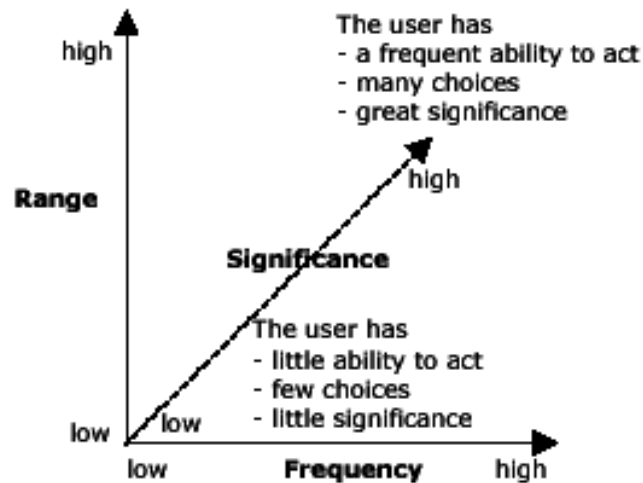 The user has
- a frequent ability to act
- many choices
- great significance
high
high
Range
Significance
The user has
- little ability to act
- few choices
- little significance
low
low
low
Frequency
high